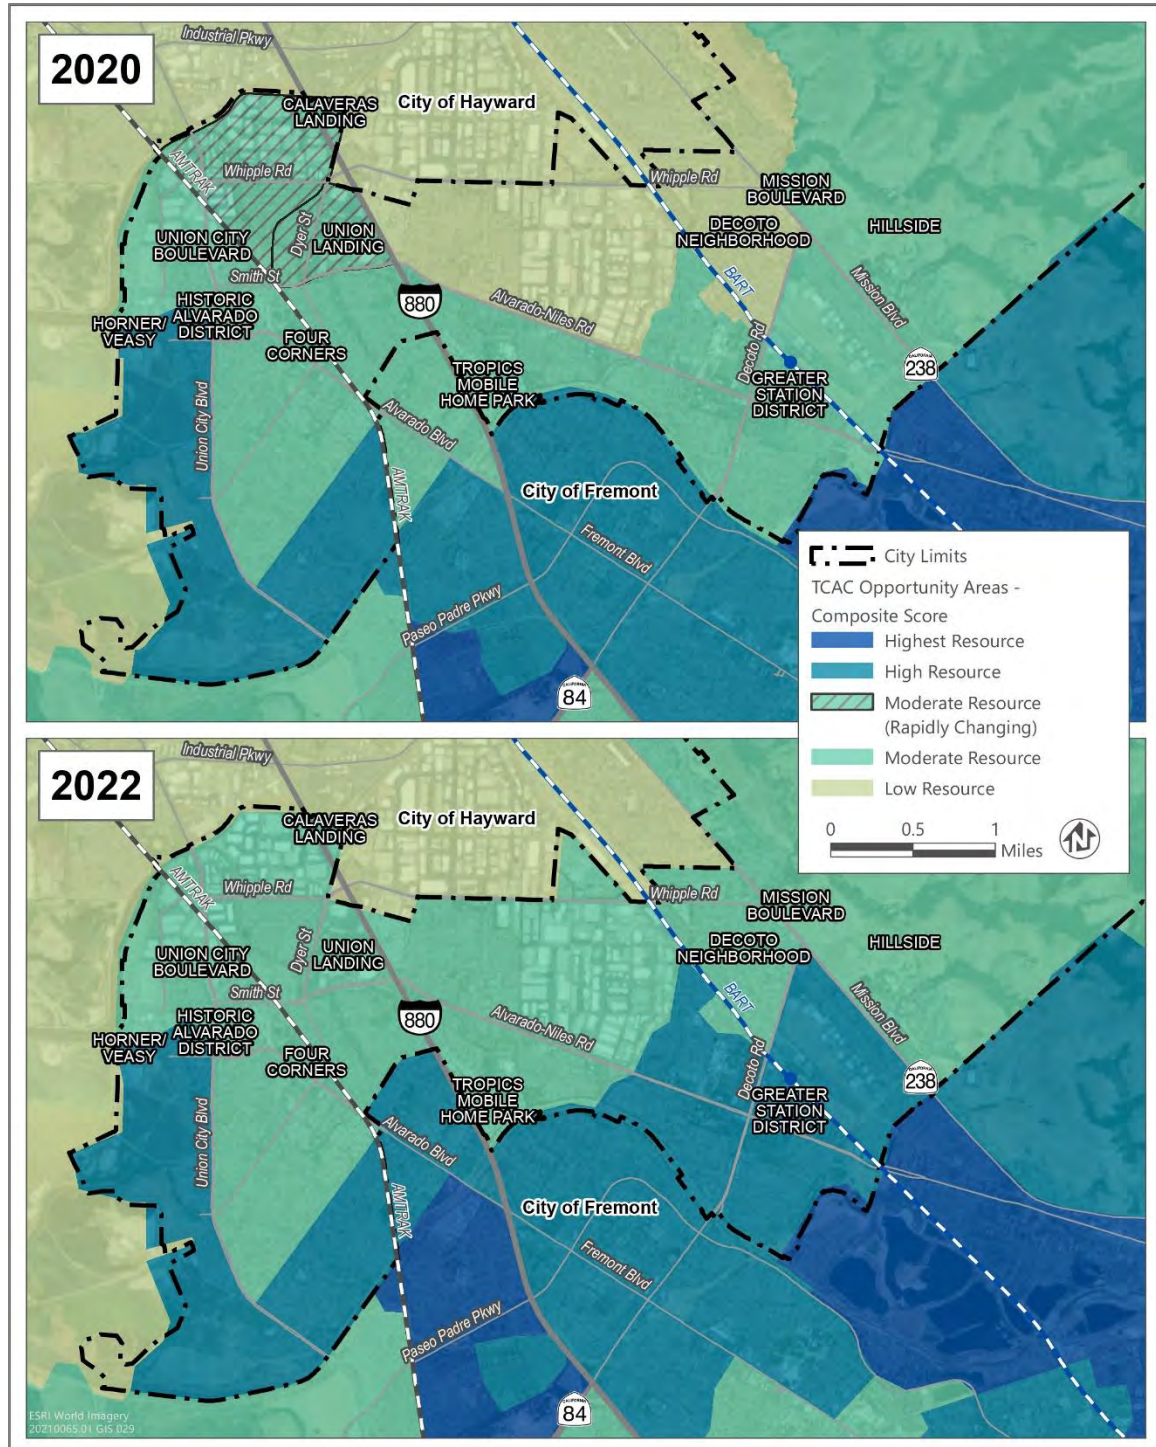 2020
Industrial Pkwy
CALAVERAS
LANDING
City of Hayward
AMTRAK
Whipple Rd
Whipple Rd
MISSION
BOULEVARD
DECOTO
NEIGHBORHOOD
HILLSIDE
UNION CITY
BOULEVARD
Dyer St
UNION
LANDING
Smith St
BART
Mission Blvd
HISTORIC
ALVARADO
DISTRICT
HORNER/
VEASY
880
Alvarado-Niles Rd
FOUR
CORNERS
TROPICS
MOBILE
HOME PARK
Decoto Rd
CALIFORNIA
238
GREATER
STATION
DISTRICT
Union City Blvd
Alvarado Blvd
AMTRAK
City of Fremont
Fremont Blvd
Paseo Padre Pkwy
CALIFORNIA
84
City Limits
TCAC Opportunity Areas -
Composite Score
Highest Resource
High Resource
Moderate Resource
(Rapidly Changing)
Moderate Resource
Low Resource
0 0.5 1
Miles
N
2022
Industrial Pkwy
CALAVERAS
LANDING
City of Hayward
AMTRAK
Whipple Rd
Whipple Rd
MISSION
BOULEVARD
DECOTO
NEIGHBORHOOD
HILLSIDE
UNION CITY
BOULEVARD
Dyer St
UNION
LANDING
Smith St
BART
Mission Blvd
HISTORIC
ALVARADO
DISTRICT
HORNER/
VEASY
880
Alvarado-Niles Rd
FOUR
CORNERS
TROPICS
MOBILE
HOME PARK
Decoto Rd
CALIFORNIA
238
GREATER
STATION
DISTRICT
Union City Blvd
Alvarado Blvd
AMTRAK
City of Fremont
Fremont Blvd
Paseo Padre Pkwy
CALIFORNIA
84
ESRI World Imagery
20210065.01 GIS 029